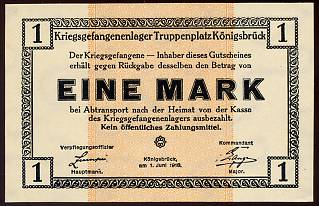 1 1
Kriegsgefangenenlager Truppenplatz Königsbrück
Der Kriegsgefangene — Inhaber dieses Gutscheines
erhält gegen Rückgabe desselben den Betrag von
EINE MARK
bei Abtransport nach der Heimat von der Kasse
des Kriegsgefangenenlagers ausbezahlt.
Kein öffentliches Zahlungsmittel.
Verpflegungsoffizier Kommandant
Königsbrück,
am 1. Juni 1916.
Hauptmann. Major.
1 1